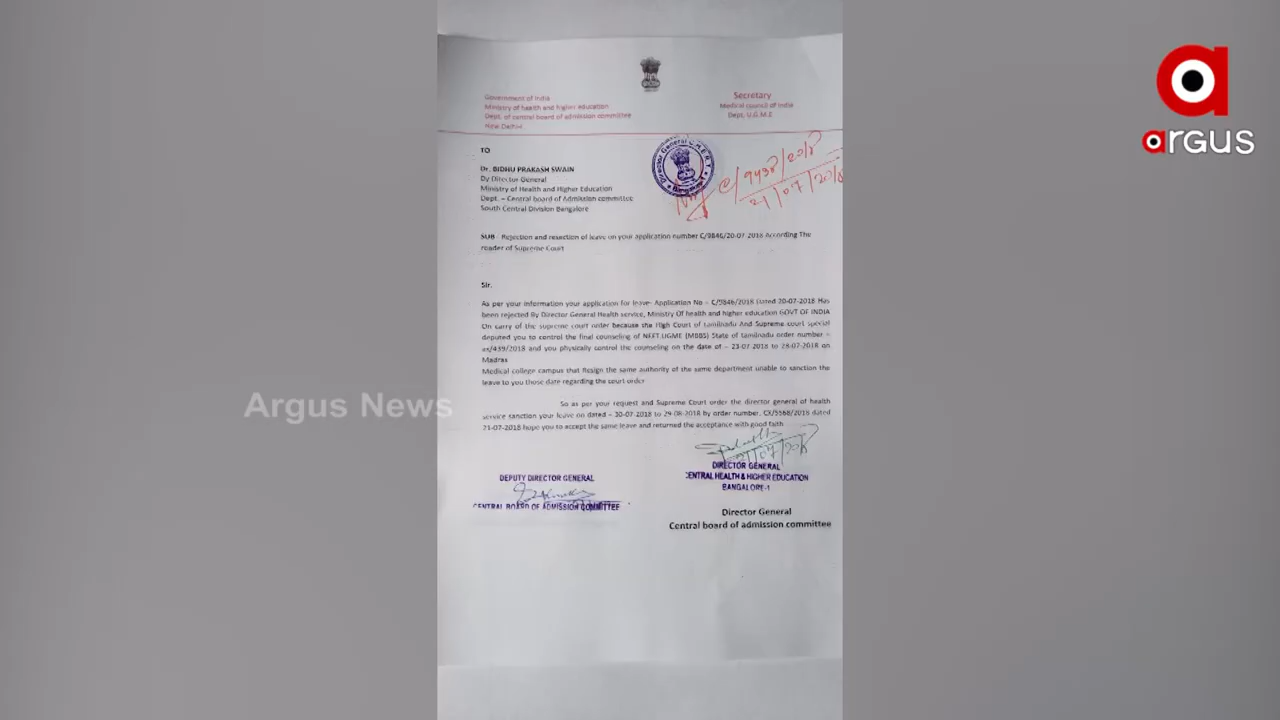 argus
Argus News
Government of India
Ministry of health and higher education
Dept. of central board of admission committee
New Delhi-
Secretary
Medical council of India
Dept. U.G.M.E
TO
Dr. BIDHU PRAKASH SWAIN
Dy Director General
Ministry of Health and Higher Education
Dept. – Central board of Admission committee
South Central Division Bangalore
Director General
21/07/2018
SUB - Rejection and resection of leave on your application number C/9846/20-07-2018 According The
reader of Supreme Court
Sir.
As per your information your application for leave- Application No – C/9846/2018 Dated 20-07-2018 Has
been rejected By Director General Health service, Ministry Of health and higher education GOVT OF INDIA
On carry of the supreme court order because the High Court of tamilnadu And Supreme court special
deputed you to control the final counseling of NEET UGME (MBBS) State of tamilnadu order number –
as/439/2018 and you physically control the counseling on the date of – 23-07-2018 to 28-07-2018 on
Madras
Medical college campus that Resign the same authority of the same department unable to sanction the
leave to you those date regarding the court order
So as per your request and Supreme Court order the director general of health
service sanction your leave on dated – 30-07-2018 to 29-08-2018 by order number. CX/5568/2018 dated
21-07-2018 hope you to accept the same leave and returned the acceptance with good faith
21/07/2018
DIRECTOR GENERAL
CENTRAL HEALTH & HIGHER EDUCATION
BANGALORE-1
DEPUTY DIRECTOR GENERAL
CENTRAL BOARD OF ADMISSION COMMITTEE
Director General
Central board of admission committee